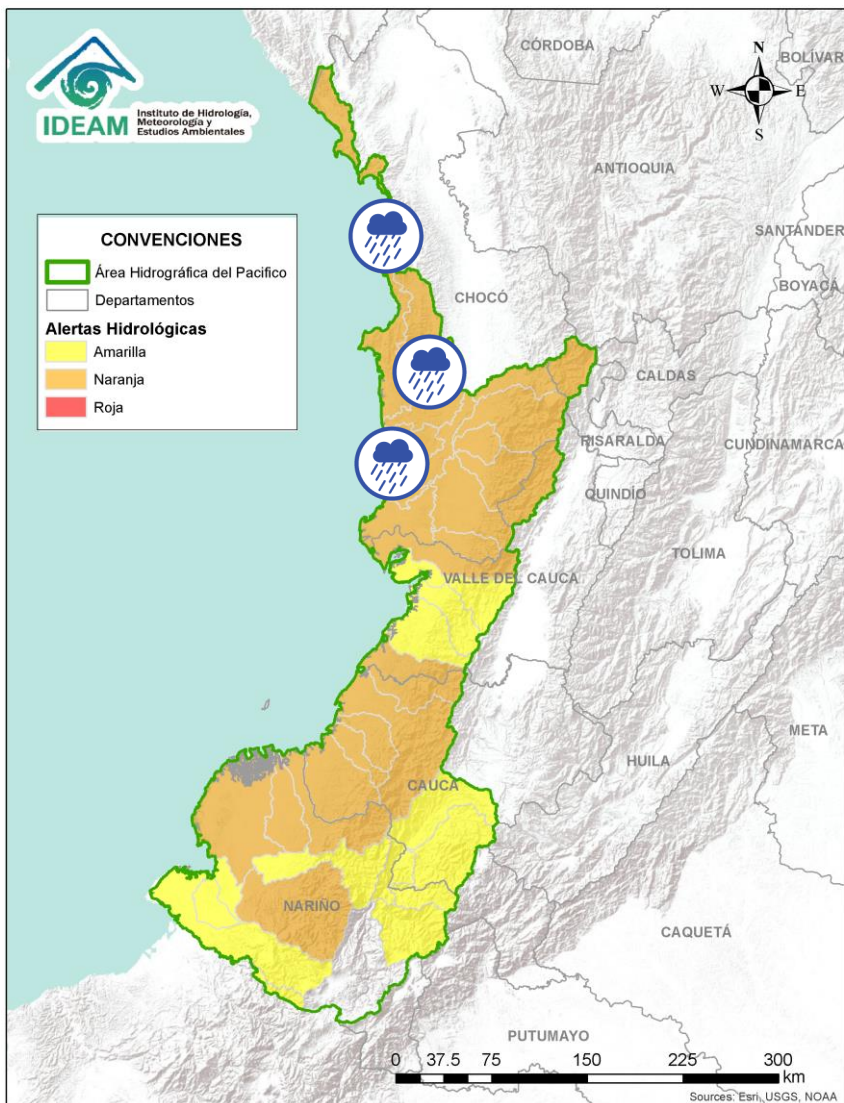 IDEAM
Instituto de Hidrología,
Meteorología y
Estudios Ambientales
CÓRDOBA
BOLÍVAR
N
W
E
S
ANTIOQUIA
SANTANDER
BOYACÁ
CONVENCIONES
Área Hidrográfica del Pacifico
Departamentos
Alertas Hidrológicas
Amarilla
Naranja
Roja
CHOCÓ
CALDAS
RISARALDA
CUNDINAMARCA
QUINDÍO
TOLIMA
VALLE DEL CAUCA
META
HUILA
CAUCA
NARIÑO
CAQUETÁ
PUTUMAYO
0 37.5 75 150 225 300
km
Sources: Esri, USGS, NOAA